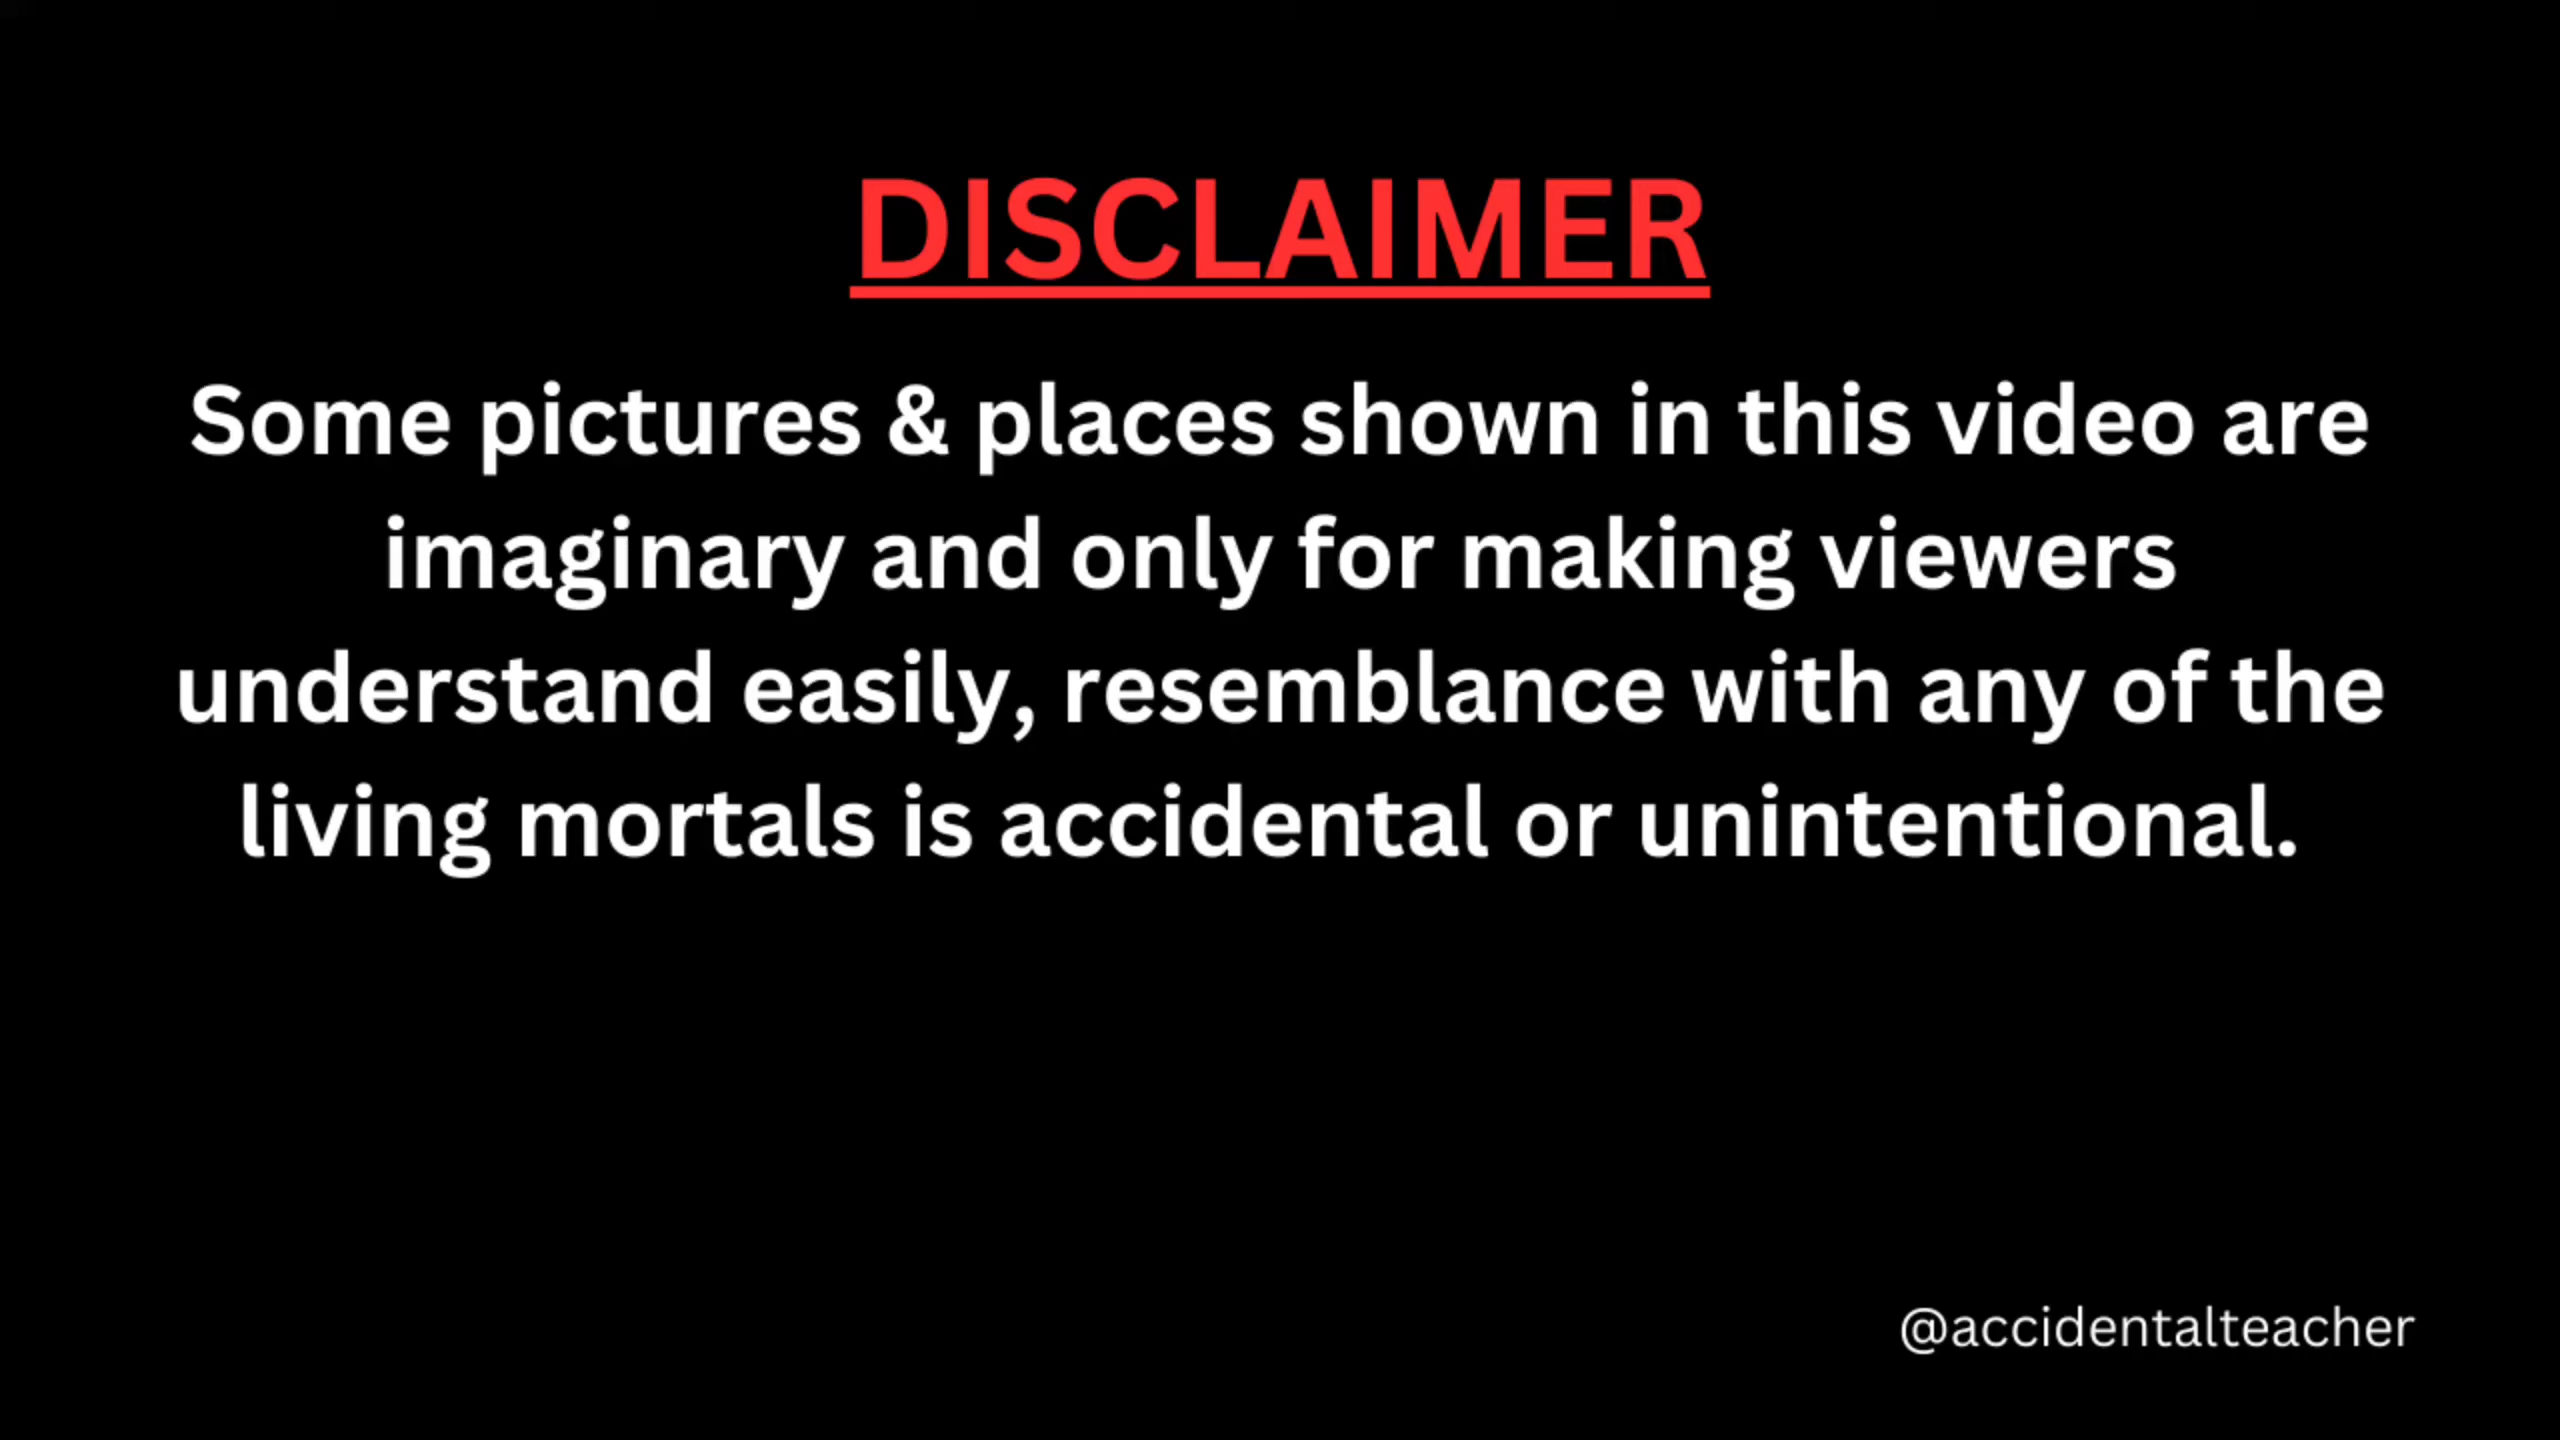 DISCLAIMER
Some pictures & places shown in this video are
imaginary and only for making viewers
understand easily, resemblance with any of the
living mortals is accidental or unintentional.
@accidentalteacher